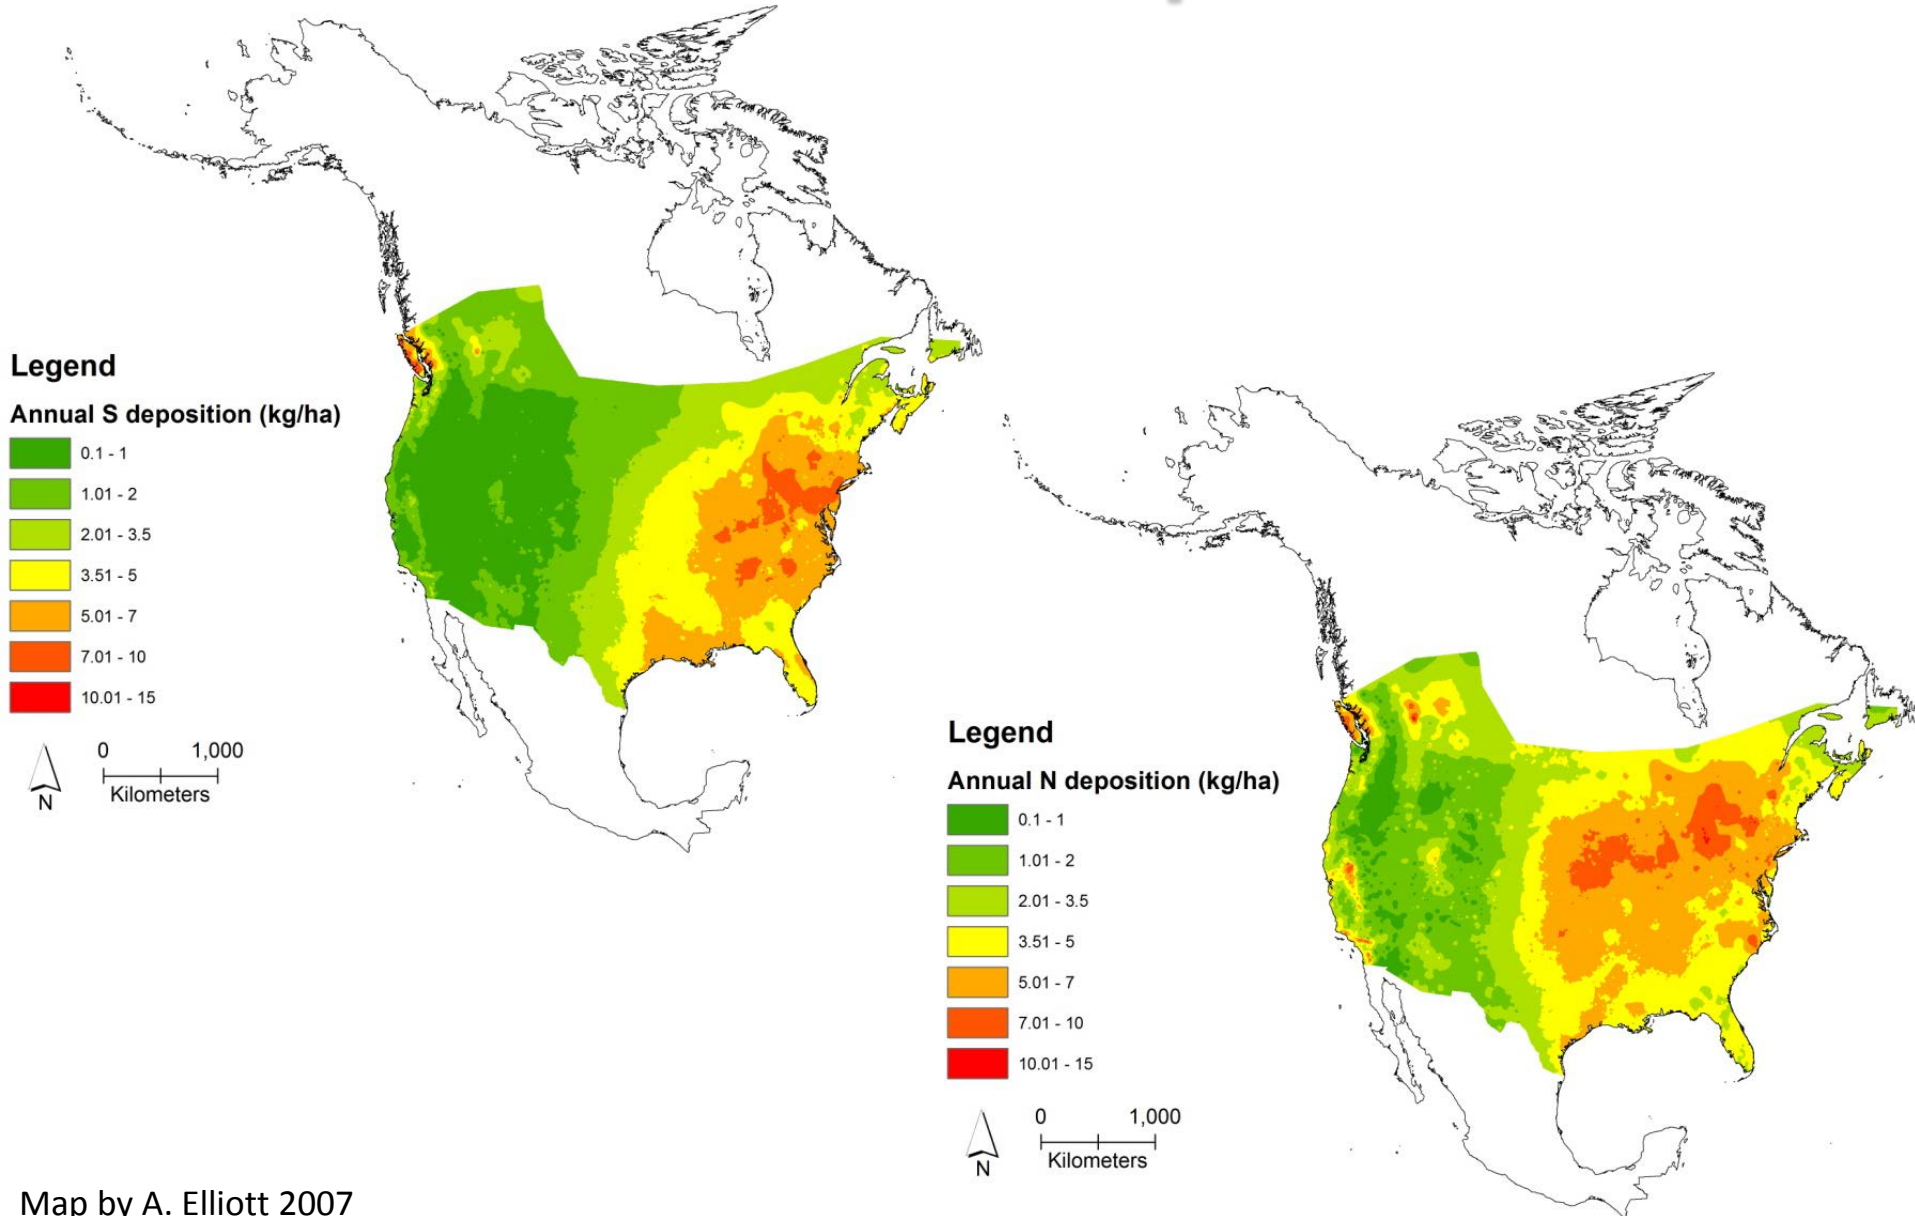 Legend
Annual S deposition (kg/ha)
0.1 - 1
1.01 - 2
2.01 - 3.5
3.51 - 5
5.01 - 7
7.01 - 10
10.01 - 15
0 1,000
Kilometers
N
Legend
Annual N deposition (kg/ha)
0.1 - 1
1.01 - 2
2.01 - 3.5
3.51 - 5
5.01 - 7
7.01 - 10
10.01 - 15
0 1,000
Kilometers
N
Map by A. Elliott 2007